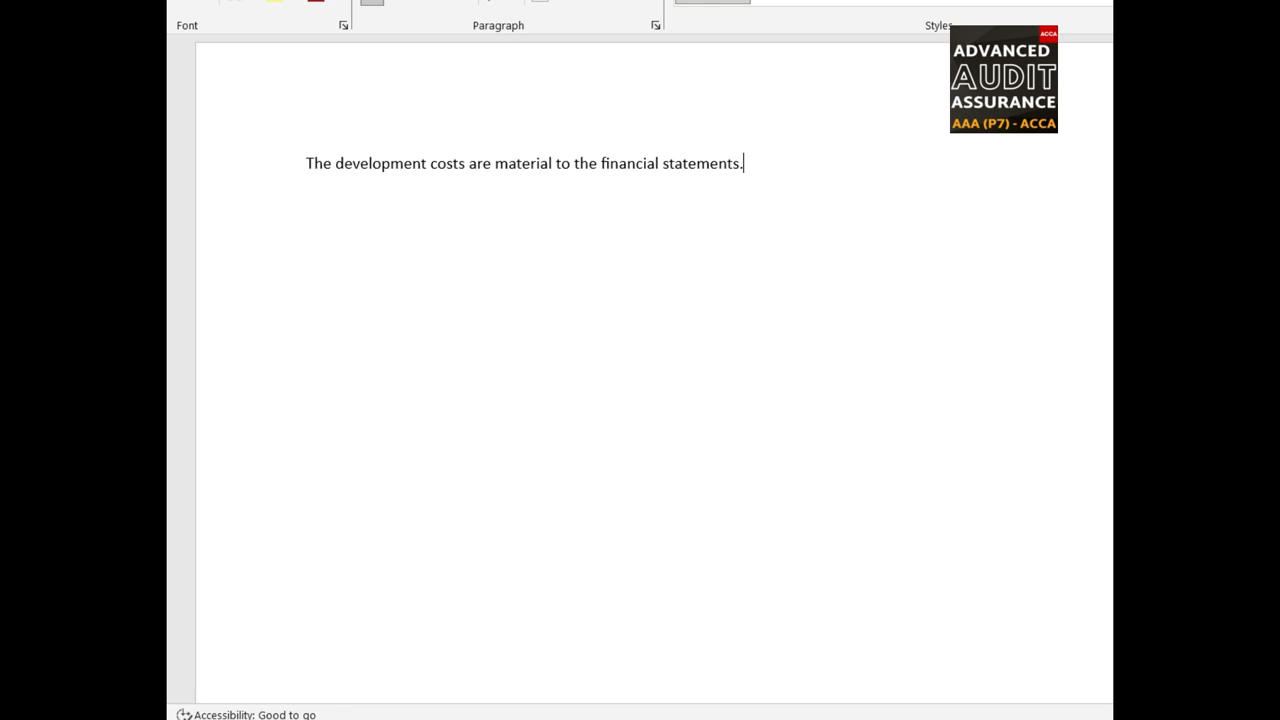 Font
Paragraph
Styles
ACCA
ADVANCED
AUDIT
ASSURANCE
AAA (P7) - ACCA
The development costs are material to the financial statements.
Accessibility: Good to go